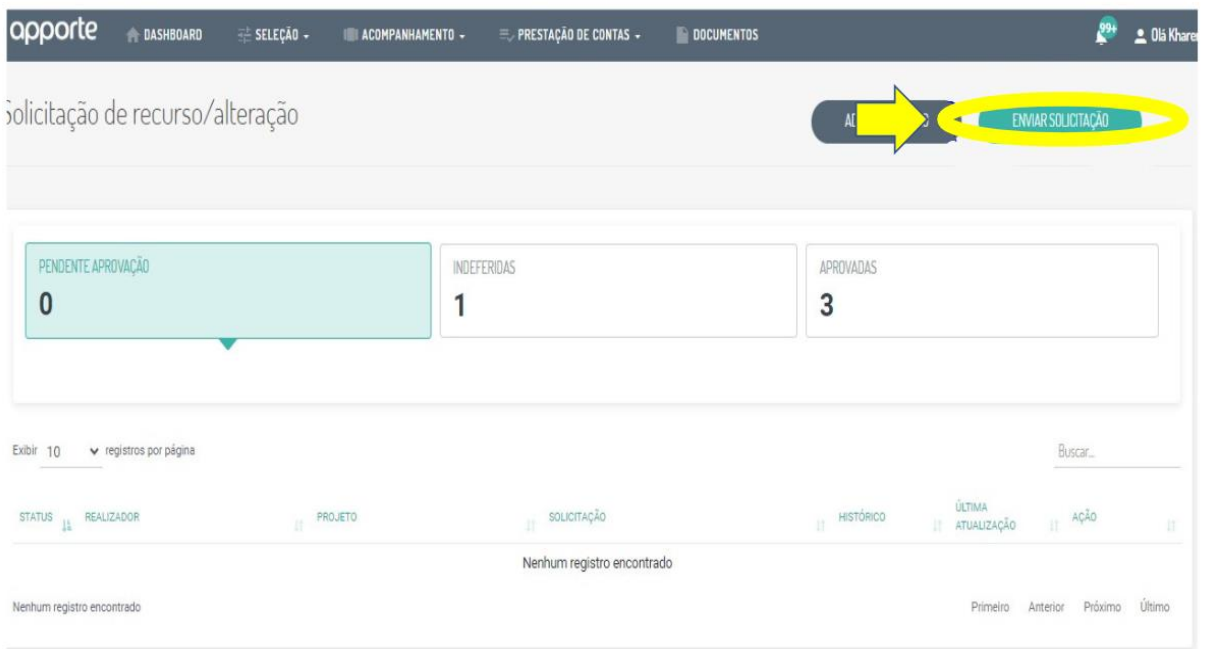 apporte DASHBOARD SELEÇÃO ACOMPANHAMENTO PRESTAÇÃO DE CONTAS DOCUMENTOS 99+ Olá Kharen
Solicitação de recurso/alteração
ENVIAR SOLICITAÇÃO
PENDENTE APROVAÇÃO INDEFERIDAS APROVADAS
0 1 3
Exibir 10 registros por página Buscar...
STATUS REALIZADOR PROJETO SOLICITAÇÃO HISTÓRICO ÚLTIMA ATUALIZAÇÃO AÇÃO
Nenhum registro encontrado
Nenhum registro encontrado Primeiro Anterior Próximo Último